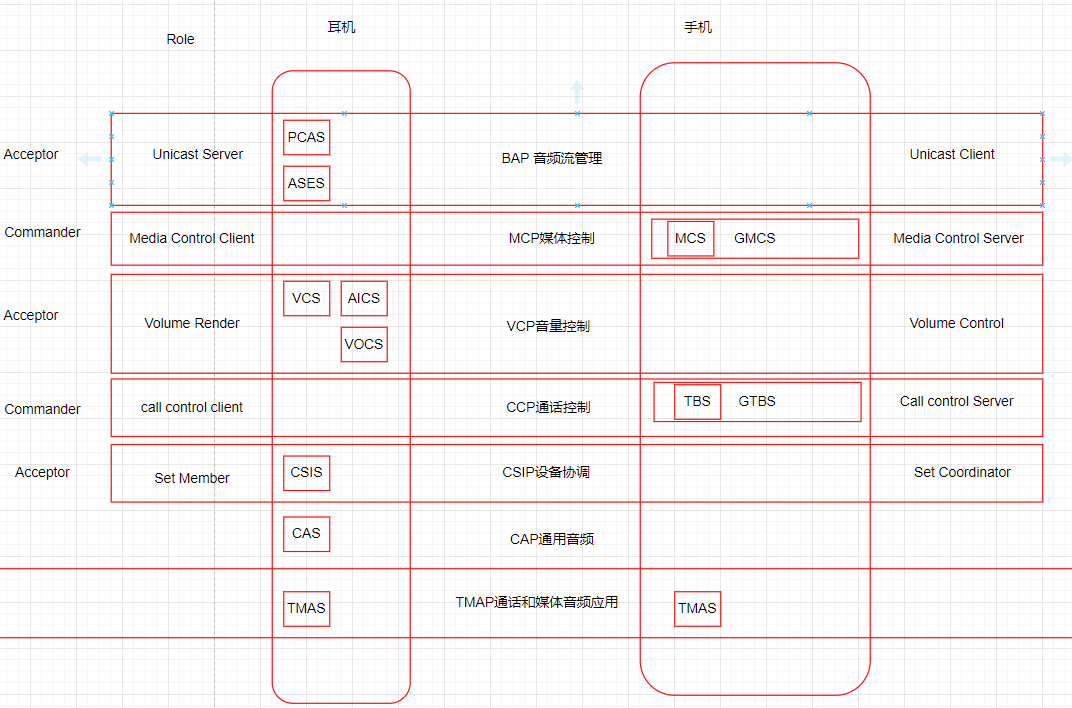 耳机
手机
Role
PCAS
Acceptor
Unicast Server
BAP 音频流管理
Unicast Client
ASES
Commander
Media Control Client
MCP媒体控制
MCS
GMCS
Media Control Server
VCS
AICS
Acceptor
Volume Render
VCP音量控制
Volume Control
VOCS
Commander
call control client
CCP通话控制
TBS
GTBS
Call control Server
Acceptor
Set Member
CSIS
CSIP设备协调
Set Coordinator
CAS
CAP通用音频
TMAS
TMAP通话和媒体音频应用
TMAS